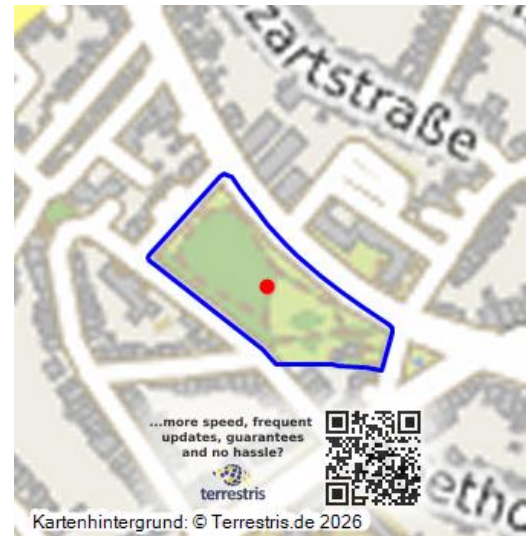 zartstraße
...more speed, frequent
updates, guarantees
and no hassle?
terrestris
etho
Kartenhintergrund: © Terrestris.de 2026